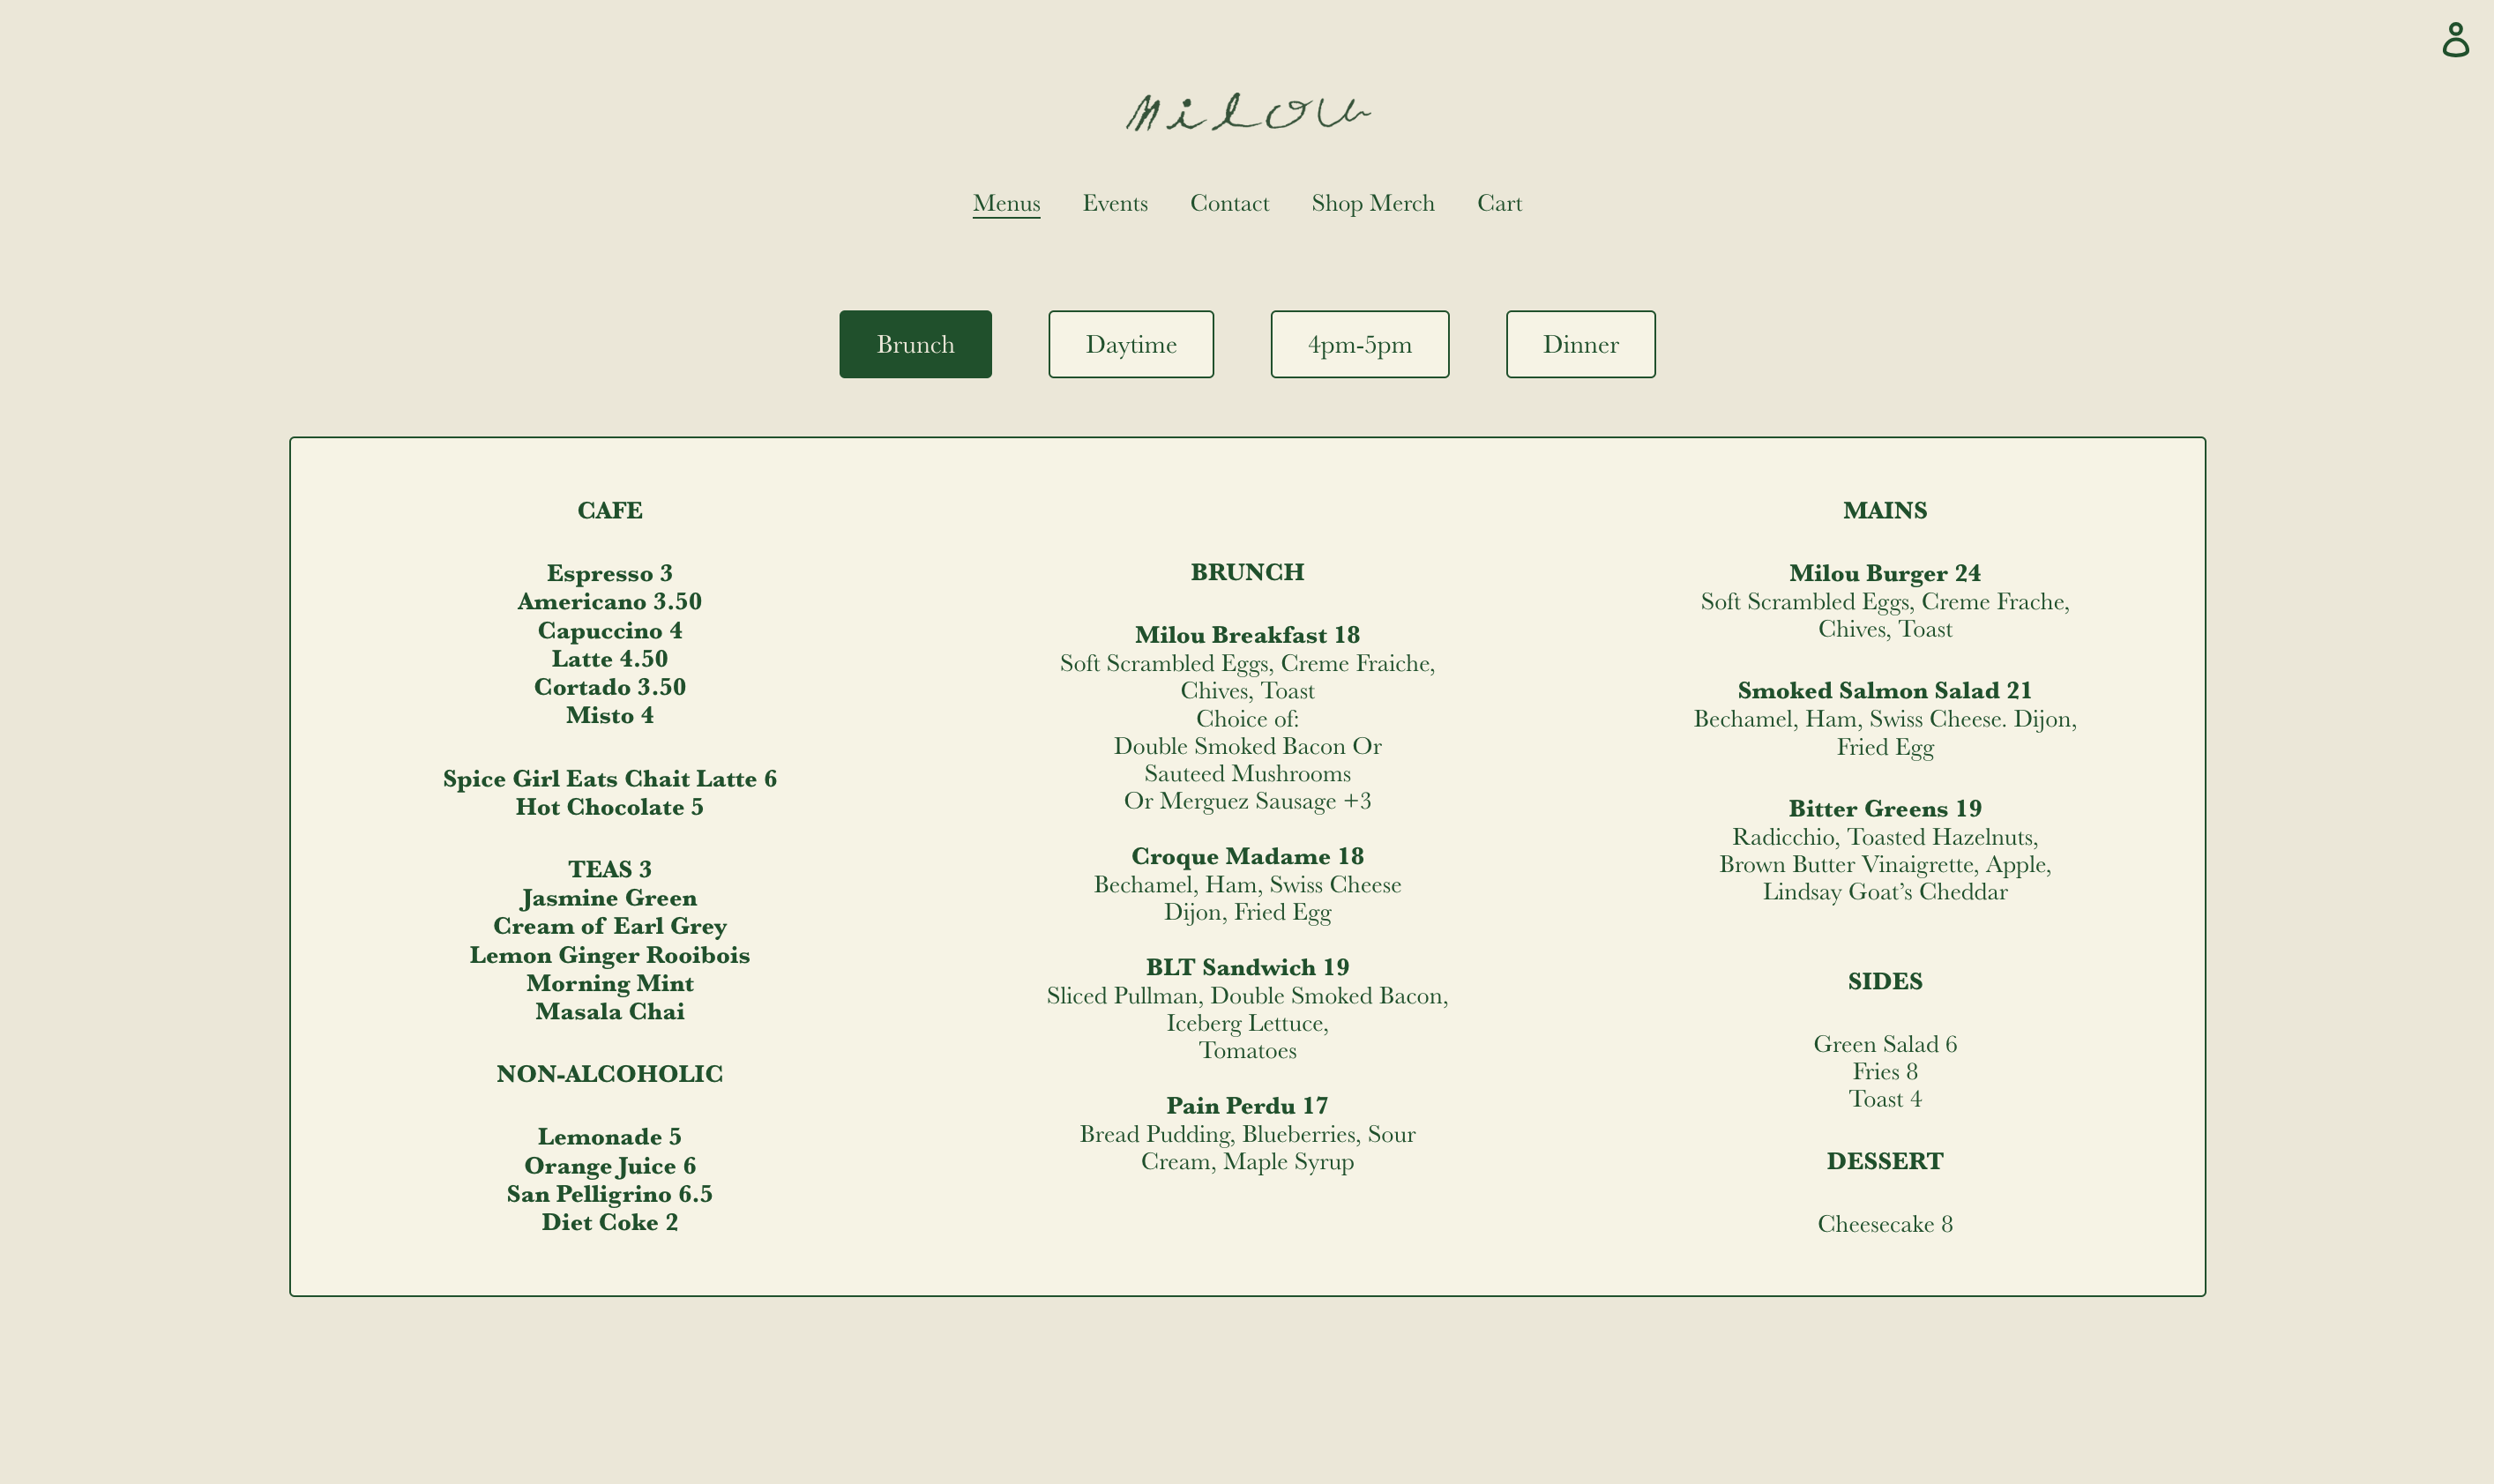 Milou
Menus Events Contact Shop Merch Cart
Brunch Daytime 4pm-5pm Dinner
CAFE
Espresso 3
Americano 3.50
Capuccino 4
Latte 4.50
Cortado 3.50
Misto 4
Spice Girl Eats Chait Latte 6
Hot Chocolate 5
TEAS 3
Jasmine Green
Cream of Earl Grey
Lemon Ginger Rooibois
Morning Mint
Masala Chai
NON-ALCOHOLIC
Lemonade 5
Orange Juice 6
San Pelligrino 6.5
Diet Coke 2
BRUNCH
Milou Breakfast 18
Soft Scrambled Eggs, Creme Fraiche,
Chives, Toast
Choice of:
Double Smoked Bacon Or
Sauteed Mushrooms
Or Merguez Sausage +3
Croque Madame 18
Bechamel, Ham, Swiss Cheese
Dijon, Fried Egg
BLT Sandwich 19
Sliced Pullman, Double Smoked Bacon,
Iceberg Lettuce,
Tomatoes
Pain Perdu 17
Bread Pudding, Blueberries, Sour
Cream, Maple Syrup
MAINS
Milou Burger 24
Soft Scrambled Eggs, Creme Frache,
Chives, Toast
Smoked Salmon Salad 21
Bechamel, Ham, Swiss Cheese. Dijon,
Fried Egg
Bitter Greens 19
Radicchio, Toasted Hazelnuts,
Brown Butter Vinaigrette, Apple,
Lindsay Goat’s Cheddar
SIDES
Green Salad 6
Fries 8
Toast 4
DESSERT
Cheesecake 8